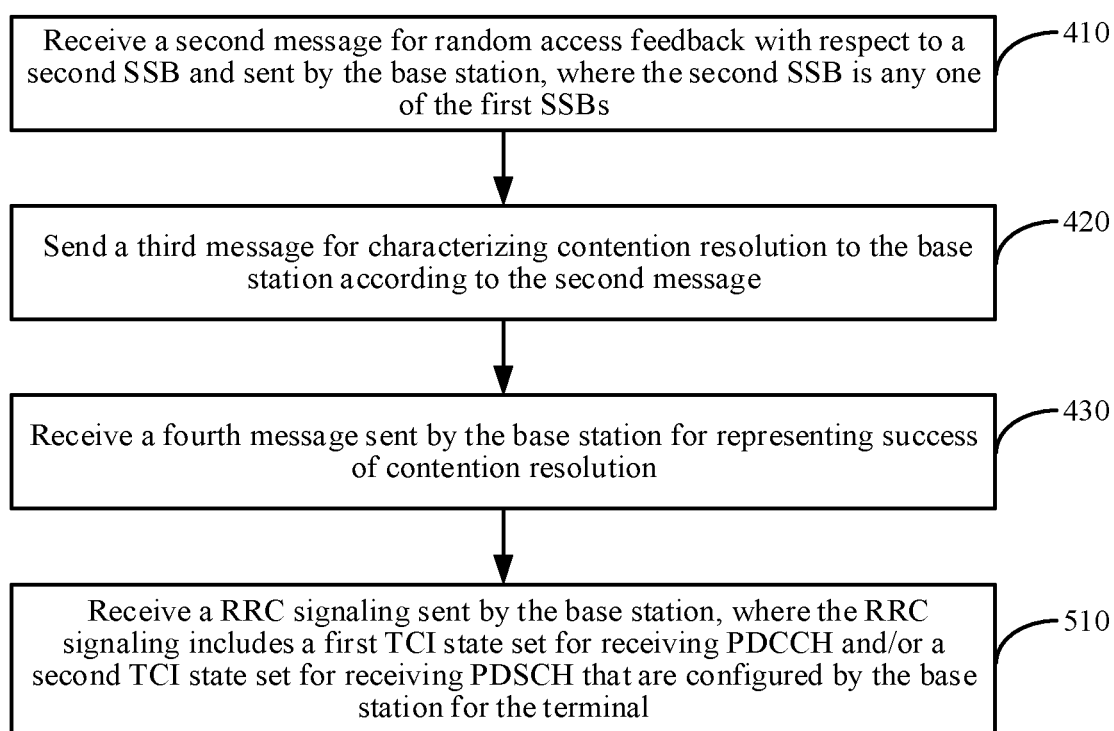 Receive a second message for random access feedback with respect to a
second SSB and sent by the base station, where the second SSB is any one
of the first SSBs
410
Send a third message for characterizing contention resolution to the base
station according to the second message
420
Receive a fourth message sent by the base station for representing success
of contention resolution
430
Receive a RRC signaling sent by the base station, where the RRC
signaling includes a first TCI state set for receiving PDCCH and/or a
second TCI state set for receiving PDSCH that are configured by the base
station for the terminal
510